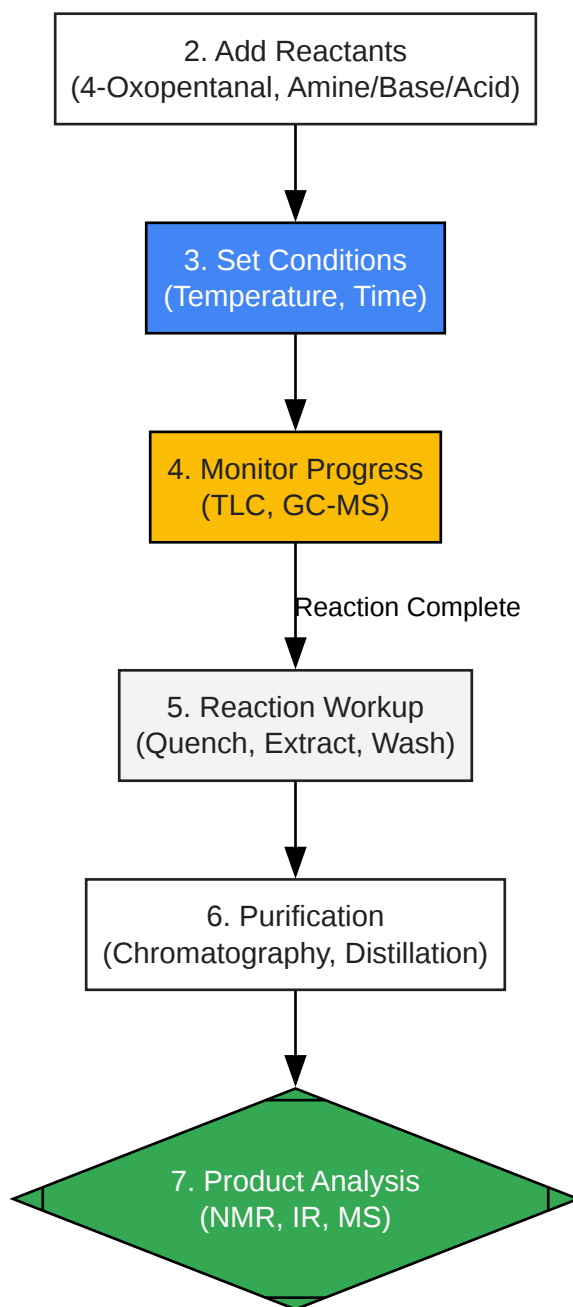 2. Add Reactants
(4-Oxopentanal, Amine/Base/Acid)
3. Set Conditions
(Temperature, Time)
4. Monitor Progress
(TLC, GC-MS)
Reaction Complete
5. Reaction Workup
(Quench, Extract, Wash)
6. Purification
(Chromatography, Distillation)
7. Product Analysis
(NMR, IR, MS)